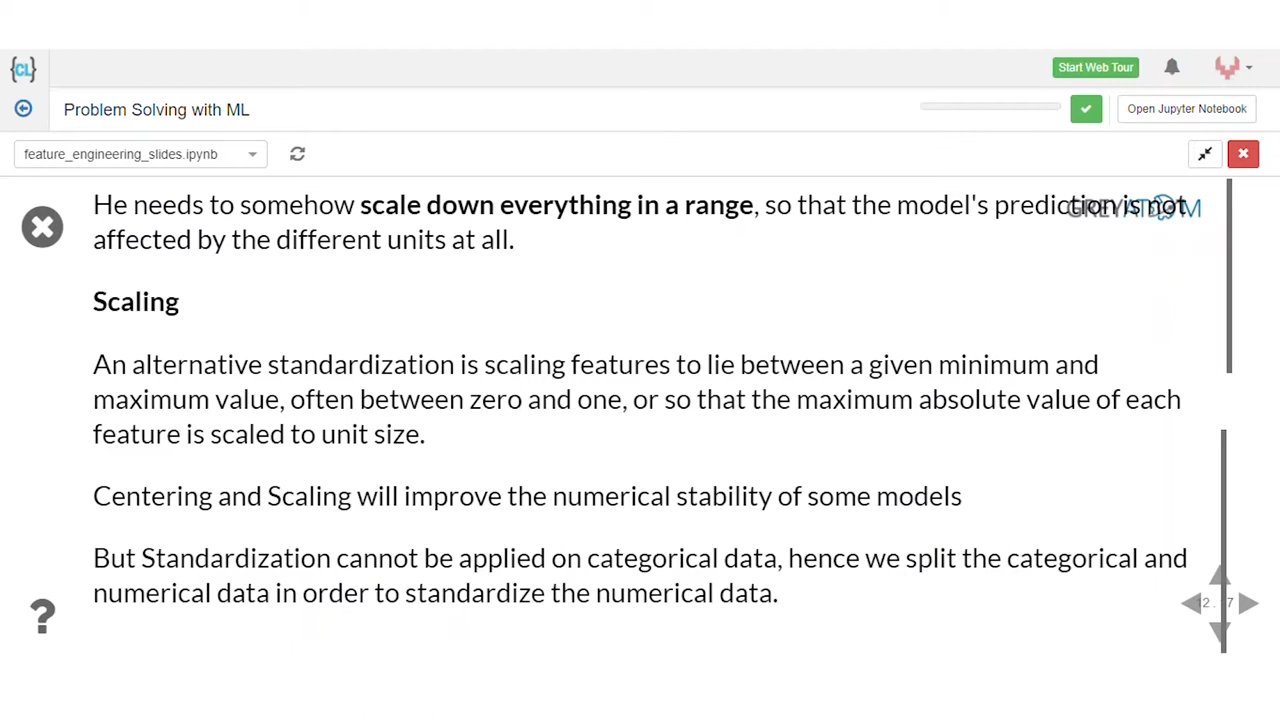 {CL}
Start Web Tour
Problem Solving with ML
Open Jupyter Notebook
feature_engineering_slides.ipynb
He needs to somehow scale down everything in a range, so that the model's prediction is not
GREYATOM
affected by the different units at all.
Scaling
An alternative standardization is scaling features to lie between a given minimum and
maximum value, often between zero and one, or so that the maximum absolute value of each
feature is scaled to unit size.
Centering and Scaling will improve the numerical stability of some models
But Standardization cannot be applied on categorical data, hence we split the categorical and
numerical data in order to standardize the numerical data.
?